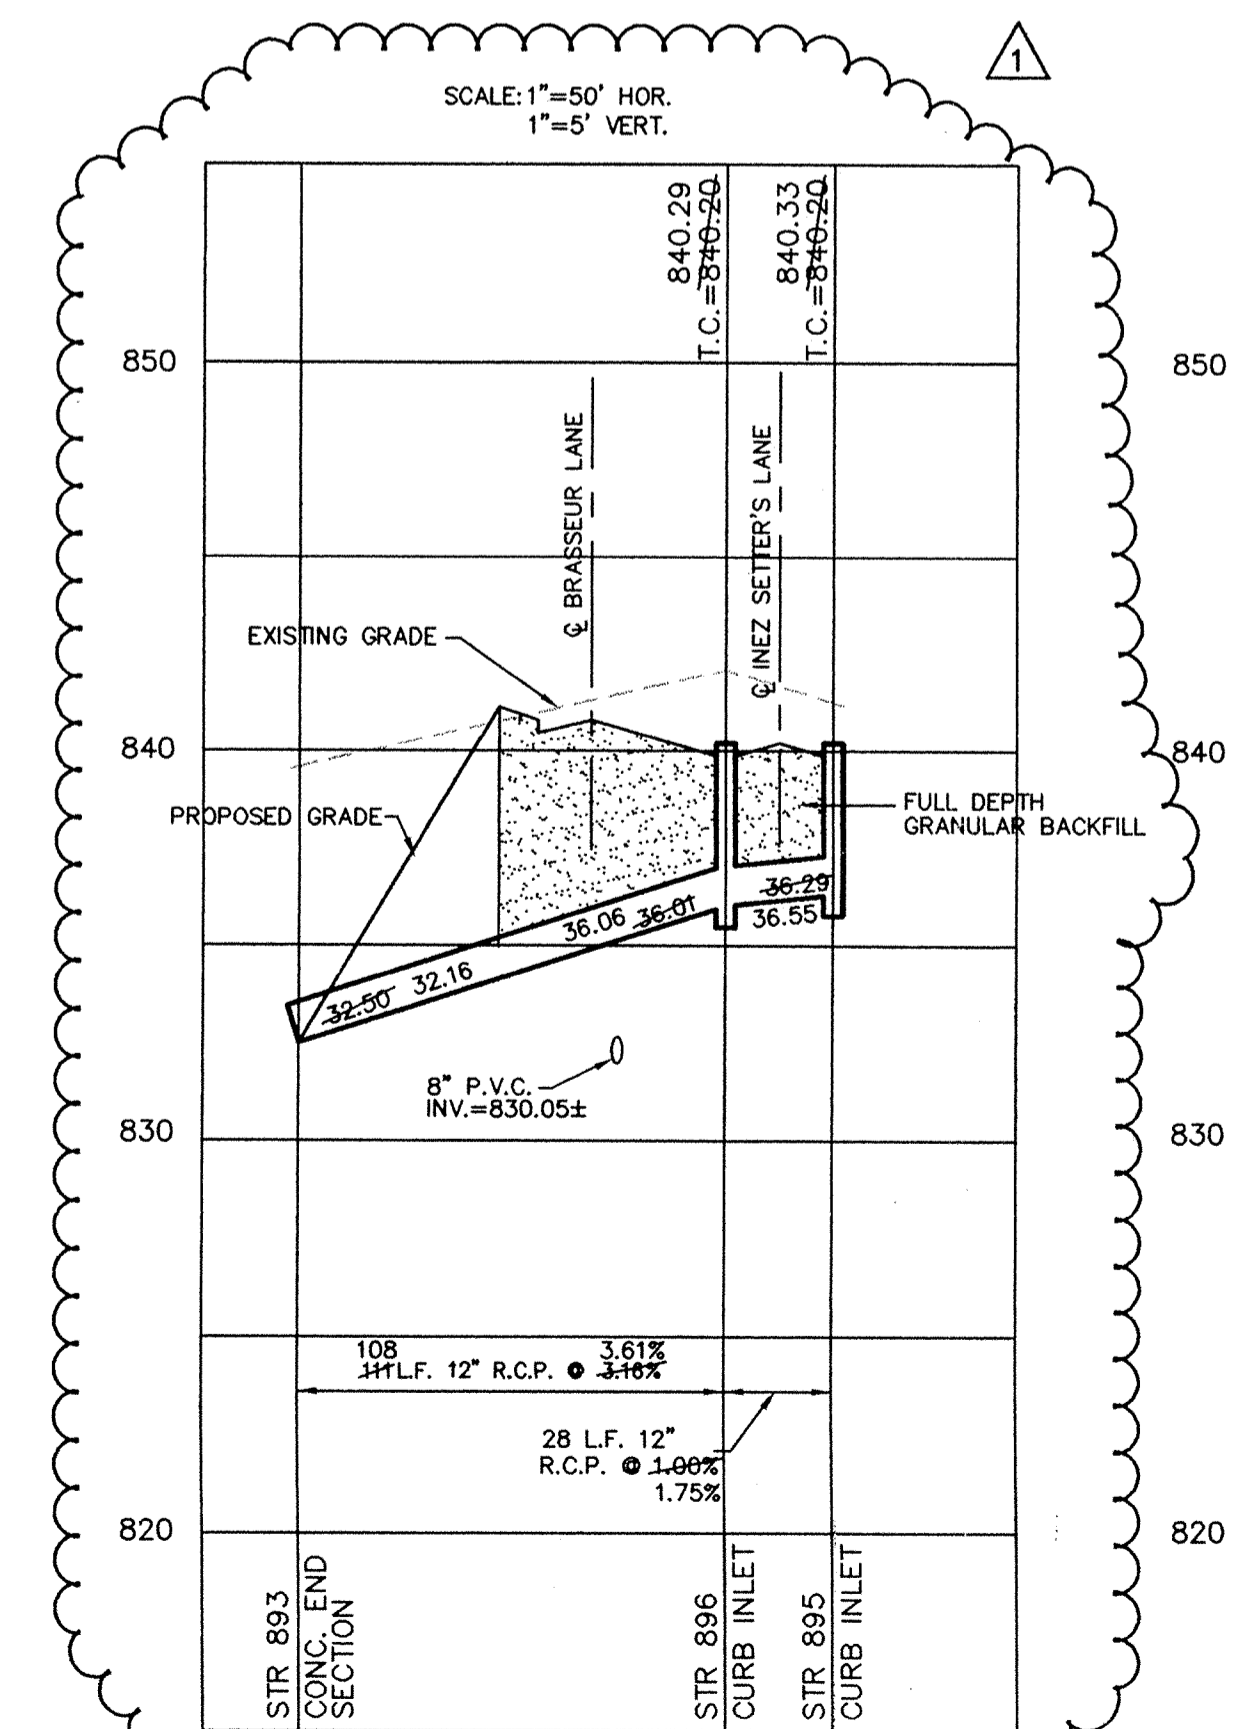 1
SCALE: 1"=50' HOR.
1"=5' VERT.
840.29
T.C.=840.20
840.33
T.C.=840.20
850
850
℄ BRASSEUR LANE
℄ INEZ SETTER'S LANE
EXISTING GRADE
840
840
PROPOSED GRADE
FULL DEPTH
GRANULAR BACKFILL
36.29
36.06 36.01
36.55
32.50 32.16
8" P.V.C.
INV.=830.05±
830
830
108 3.61%
111 L.F. 12" R.C.P. @ 3.16%
28 L.F. 12"
R.C.P. @ 1.00%
1.75%
820
820
STR 893
CONC. END
SECTION
STR 896
CURB INLET
STR 895
CURB INLET